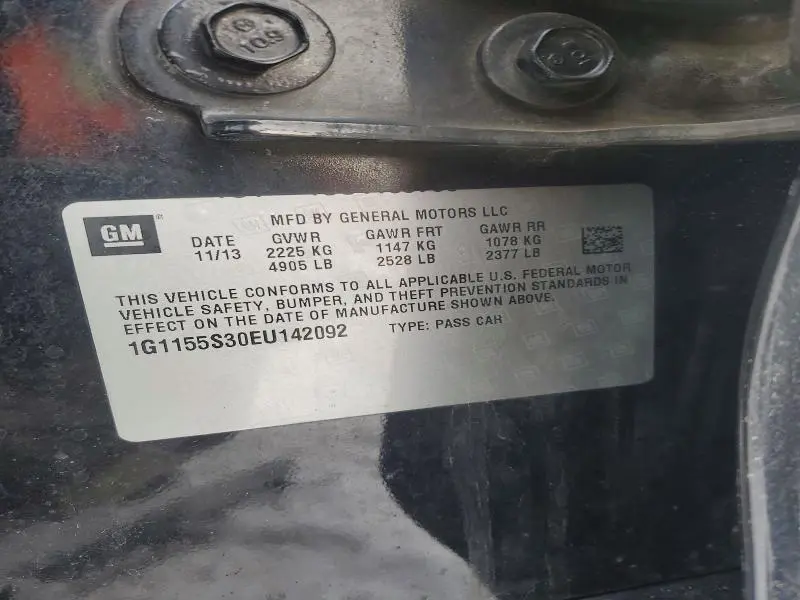 10.9
GM
MFD BY GENERAL MOTORS LLC
DATE GVWR GAWR FRT GAWR RR
11/13 2225 KG 1147 KG 1078 KG
4905 LB 2528 LB 2377 LB
THIS VEHICLE CONFORMS TO ALL APPLICABLE U.S. FEDERAL MOTOR
VEHICLE SAFETY, BUMPER, AND THEFT PREVENTION STANDARDS IN
EFFECT ON THE DATE OF MANUFACTURE SHOWN ABOVE.
1G1155S30EU142092 TYPE: PASS CAR